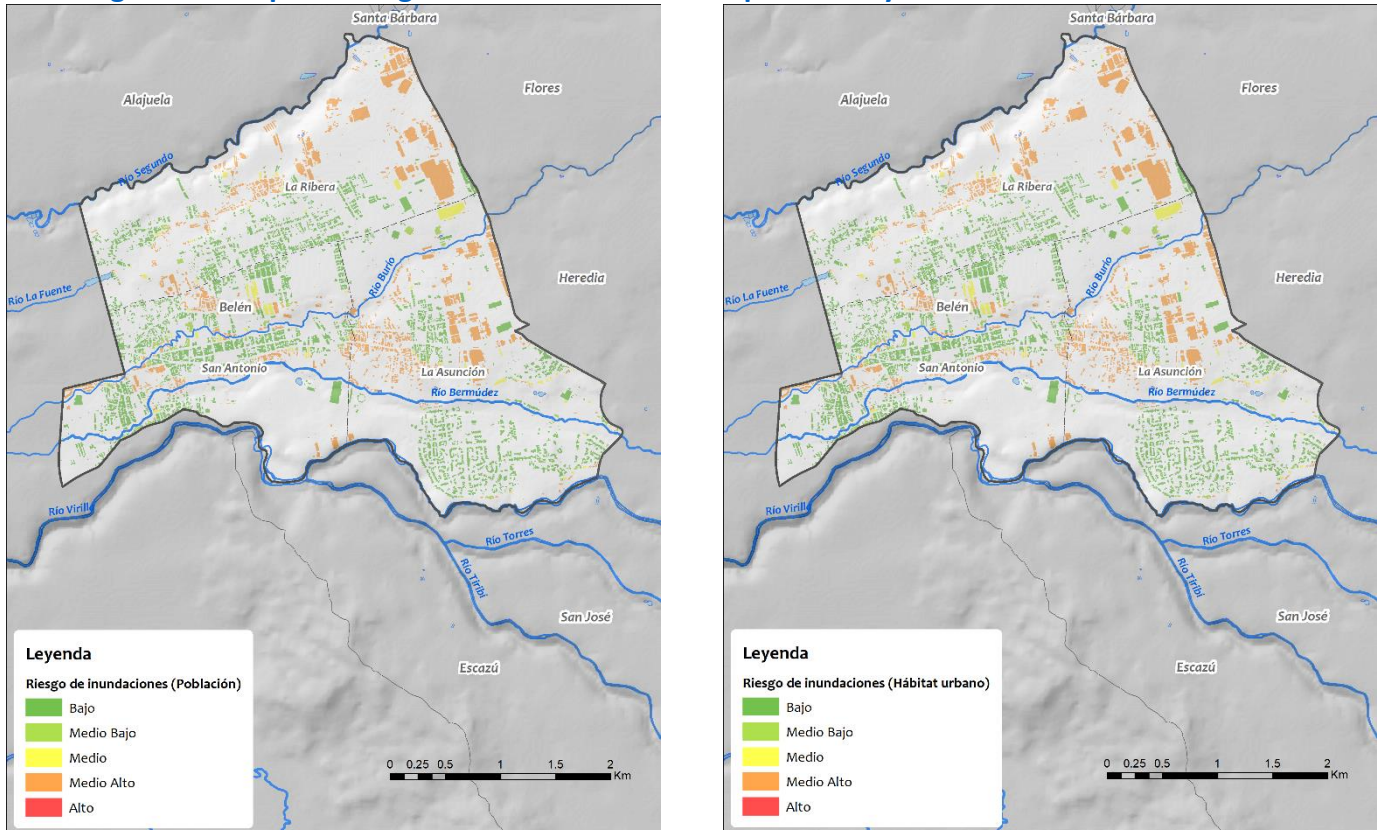 Santa Bárbara
Alajuela
Flores
Río Segundo
La Ribera
Río Burío
Heredia
Río La Fuente
Belén
San Antonio
La Asunción
Río Bermúdez
Río Virill
Río Torres
Río Tiribí
San José
Escazú
Leyenda
Riesgo de inundaciones (Población)
Bajo
Medio Bajo
Medio
Medio Alto
Alto
0 0.25 0.5 1 1.5 2
Km
Santa Bárbara
Alajuela
Flores
Río Segundo
La Ribera
Río Burío
Heredia
Río La Fuente
Belén
San Antonio
La Asunción
Río Bermúdez
Río Virill
Río Torres
Río Tiribí
San José
Escazú
Leyenda
Riesgo de inundaciones (Hábitat urbano)
Bajo
Medio Bajo
Medio
Medio Alto
Alto
0 0.25 0.5 1 1.5 2
Km